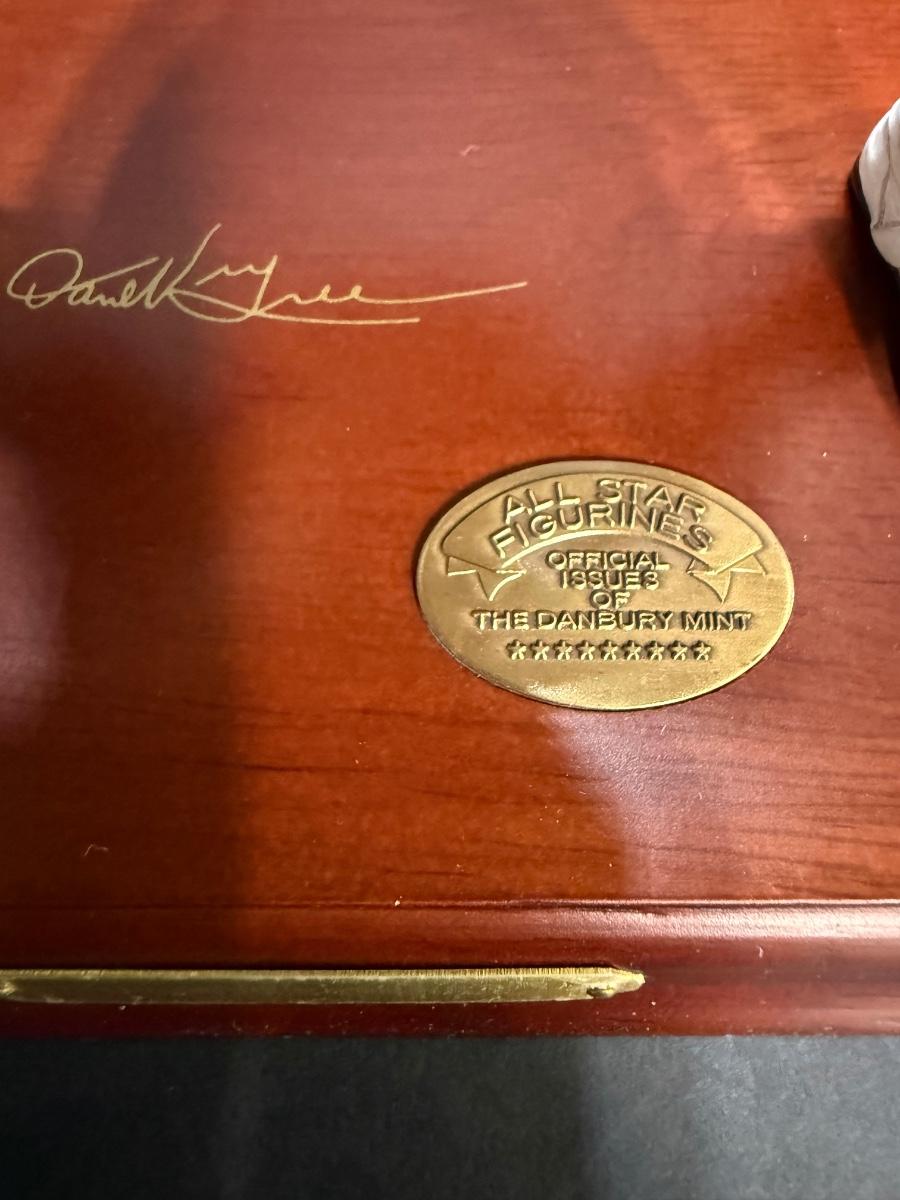 ALL STAR
FIGURINES
OFFICIAL
ISSUES
OF
THE DANBURY MINT